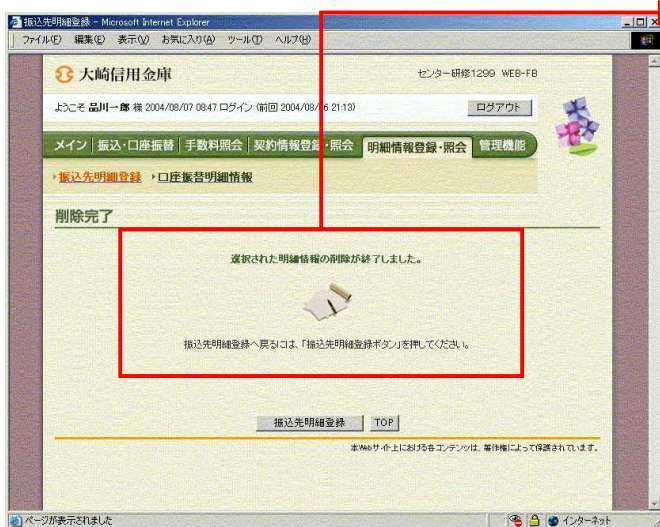 振込先明細登録 - Microsoft Internet Explorer
ファイル(F) 編集(E) 表示(V) お気に入り(A) ツール(T) ヘルプ(H)
大崎信用金庫
センター研修1299 WEB-FB
ようこそ 品川一郎 様 2004/08/07 08:47 ログイン (前回 2004/08/ 6 21:13)
ログアウト
メイン 振込・口座振替 手数料照会 契約情報登録・照会 明細情報登録・照会 管理機能
振込先明細登録 口座振替明細情報
削除完了
選択された明細情報の削除が終了しました。
振込先明細登録へ戻るには、「振込先明細登録ボタン」を押してください。
振込先明細登録 TOP
本Webサイト上における各コンテンツは、著作権によって保護されています。
ページが表示されました
インターネット